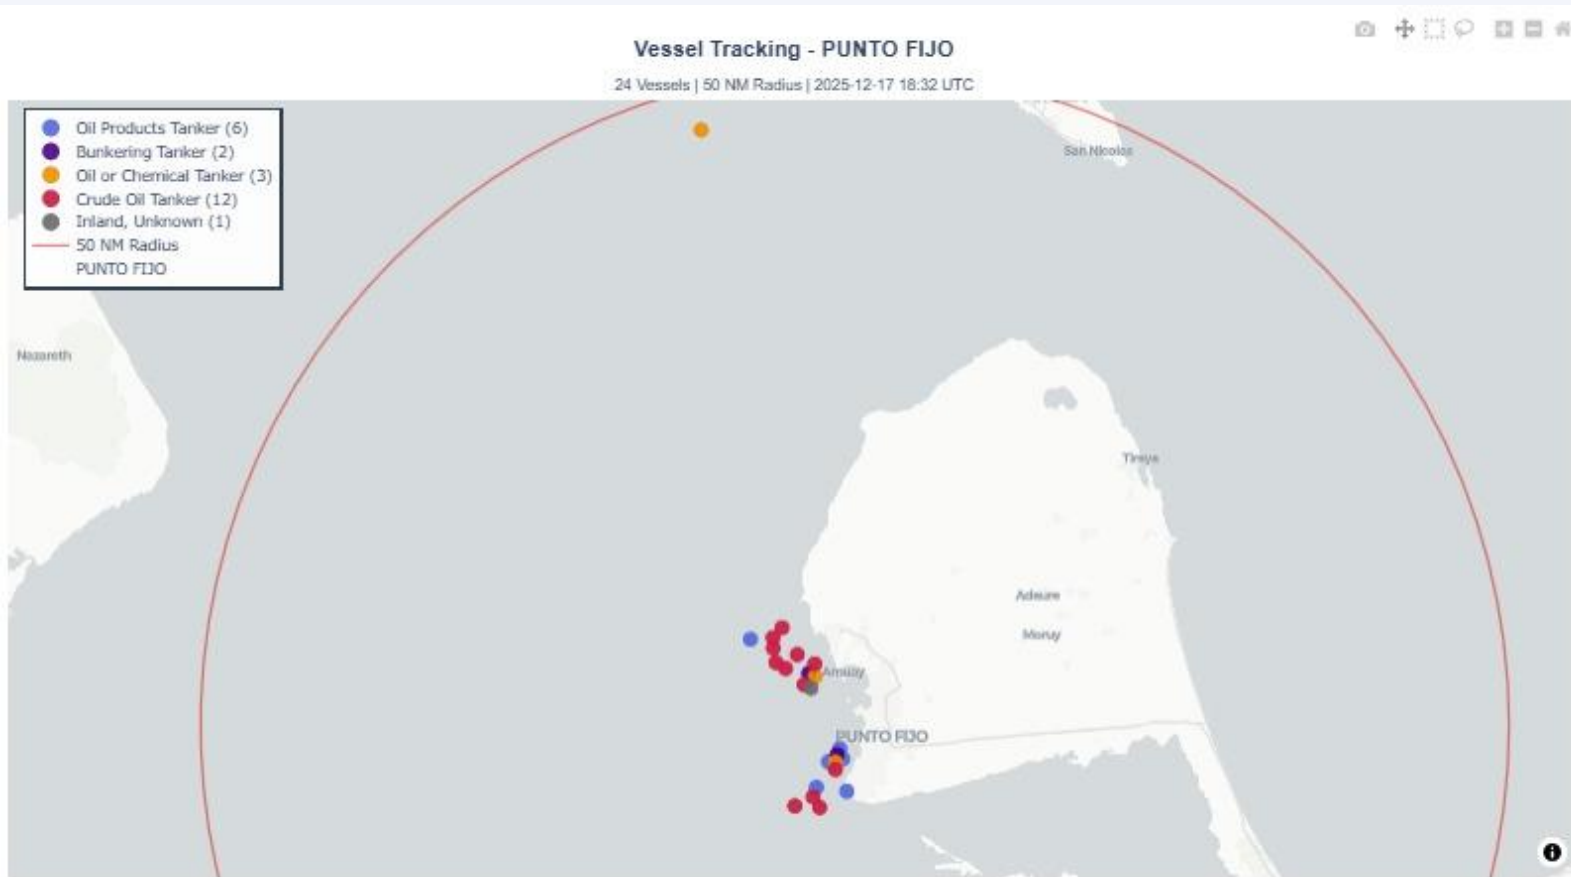 Vessel Tracking - PUNTO FIJO
24 Vessels | 50 NM Radius | 2025-12-17 18:32 UTC
Oil Products Tanker (6)
Bunkering Tanker (2)
Oil or Chemical Tanker (3)
Crude Oil Tanker (12)
Inland, Unknown (1)
50 NM Radius
PUNTO FIJO
San Nicolas
Nazareth
Tiraya
Adaure
Moruy
Amuay
PUNTO FIJO